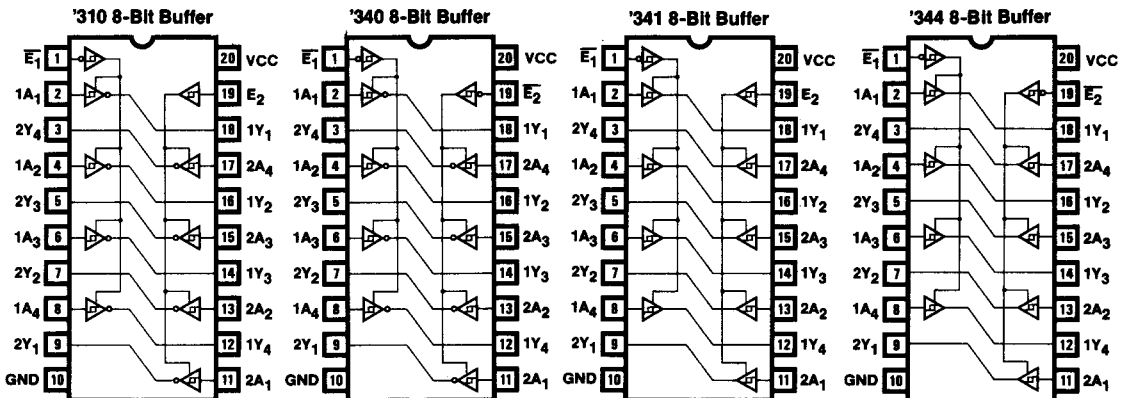 '310 8-Bit Buffer
E̅₁ 1 20 VCC
1A₁ 2 19 E₂
2Y₄ 3 18 1Y₁
1A₂ 4 17 2A₄
2Y₃ 5 16 1Y₂
1A₃ 6 15 2A₃
2Y₂ 7 14 1Y₃
1A₄ 8 13 2A₂
2Y₁ 9 12 1Y₄
GND 10 11 2A₁
'340 8-Bit Buffer
E̅₁ 1 20 VCC
1A₁ 2 19 E̅₂
2Y₄ 3 18 1Y₁
1A₂ 4 17 2A₄
2Y₃ 5 16 1Y₂
1A₃ 6 15 2A₃
2Y₂ 7 14 1Y₃
1A₄ 8 13 2A₂
2Y₁ 9 12 1Y₄
GND 10 11 2A₁
'341 8-Bit Buffer
E̅₁ 1 20 VCC
1A₁ 2 19 E₂
2Y₄ 3 18 1Y₁
1A₂ 4 17 2A₄
2Y₃ 5 16 1Y₂
1A₃ 6 15 2A₃
2Y₂ 7 14 1Y₃
1A₄ 8 13 2A₂
2Y₁ 9 12 1Y₄
GND 10 11 2A₁
'344 8-Bit Buffer
E̅₁ 1 20 VCC
1A₁ 2 19 E̅₂
2Y₄ 3 18 1Y₁
1A₂ 4 17 2A₄
2Y₃ 5 16 1Y₂
1A₃ 6 15 2A₃
2Y₂ 7 14 1Y₃
1A₄ 8 13 2A₂
2Y₁ 9 12 1Y₄
GND 10 11 2A₁